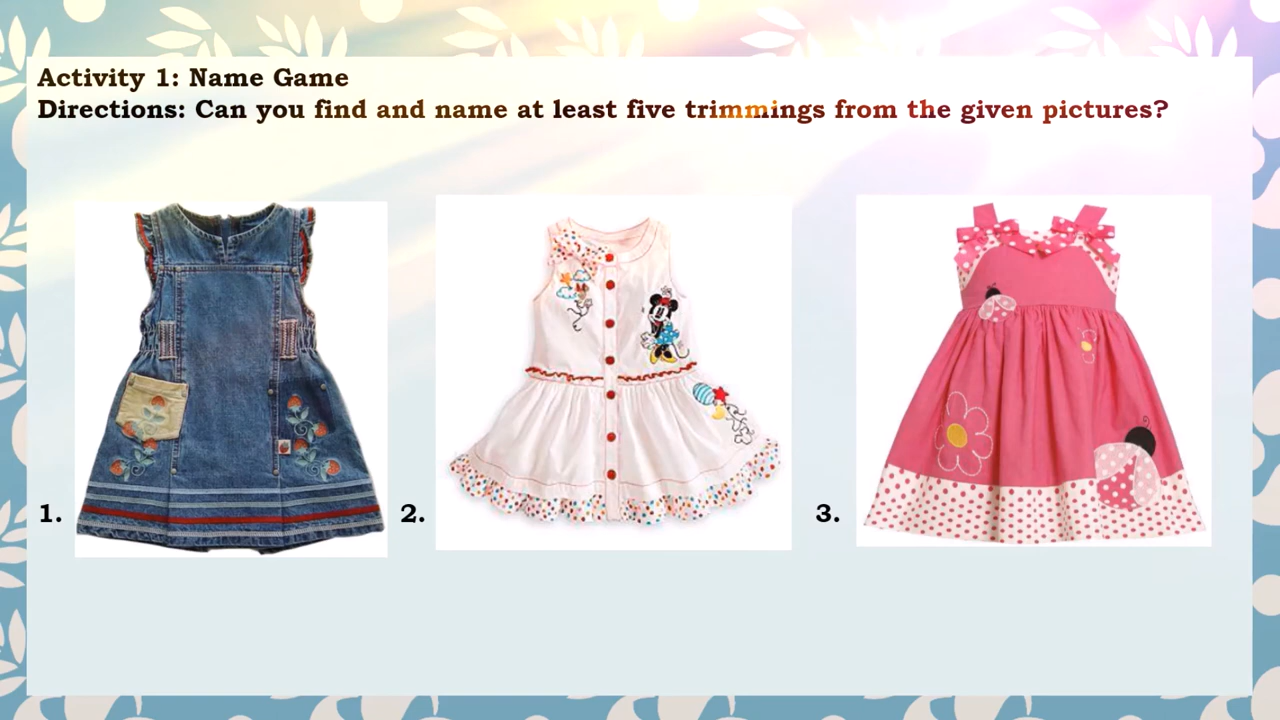 Activity 1: Name Game
Directions: Can you find and name at least five trimmings from the given pictures?
1.
2.
3.